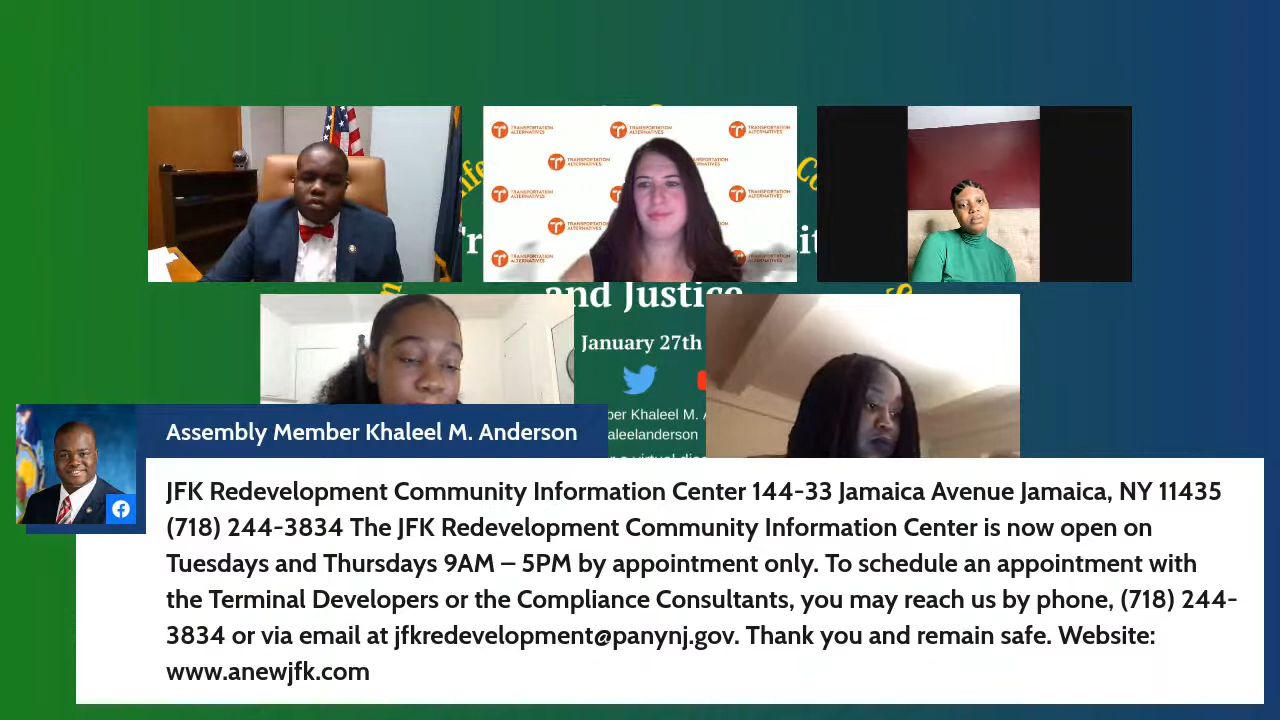 TRANSPORTATION ALTERNATIVES
and Justice
January 27th
Assembly Member Khaleel M. Anderson
JFK Redevelopment Community Information Center 144-33 Jamaica Avenue Jamaica, NY 11435
(718) 244-3834 The JFK Redevelopment Community Information Center is now open on
Tuesdays and Thursdays 9AM – 5PM by appointment only. To schedule an appointment with
the Terminal Developers or the Compliance Consultants, you may reach us by phone, (718) 244-
3834 or via email at jfkredevelopment@panynj.gov. Thank you and remain safe. Website:
www.anewjfk.com